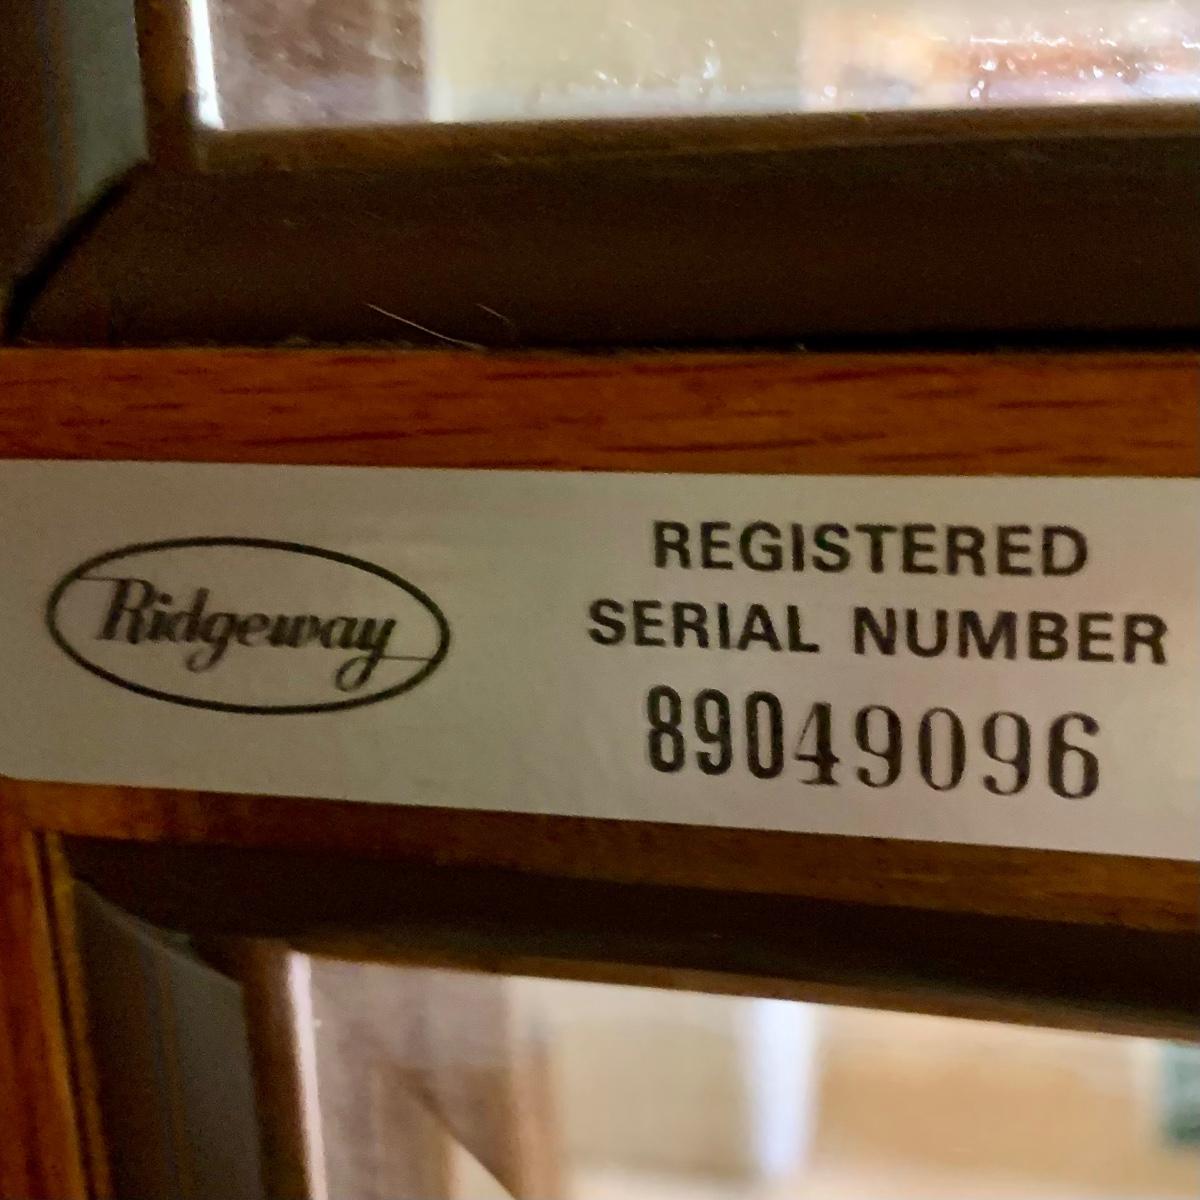 Ridgeway
REGISTERED
SERIAL NUMBER
89049096